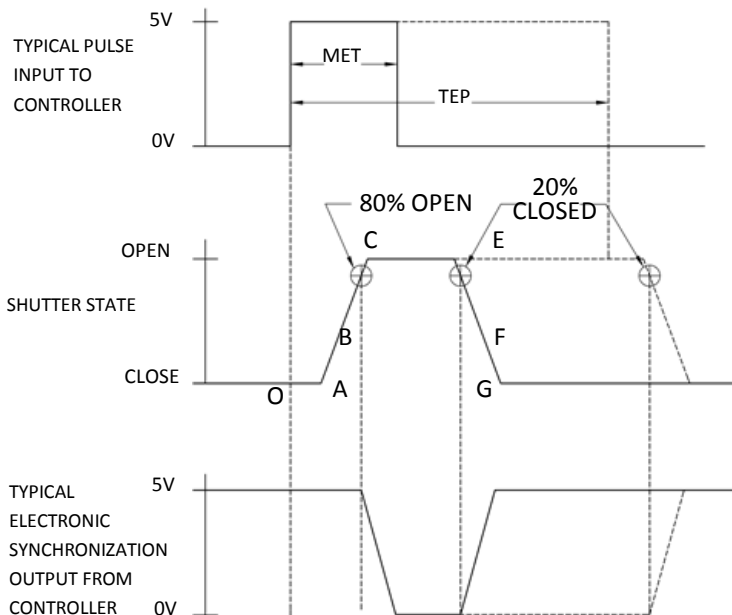 5V
TYPICAL PULSE
INPUT TO
CONTROLLER
MET
TEP
0V
80% OPEN
20%
CLOSED
C
E
OPEN
SHUTTER STATE
B
F
CLOSE
O
A
G
5V
TYPICAL
ELECTRONIC
SYNCHRONIZATION
OUTPUT FROM
CONTROLLER
0V